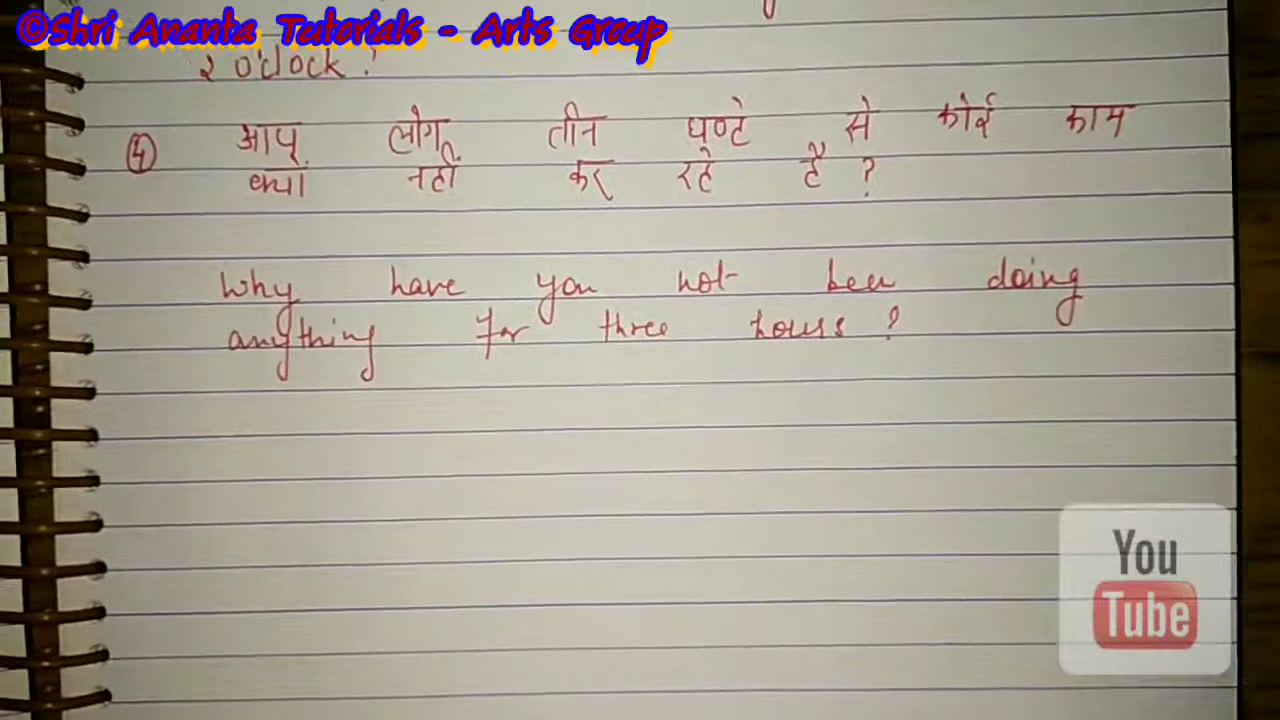 ©Shri Ananta Tutorials - Arts Group
2 o'clock?
④ आप लोग तीन घण्टे से कोई काम
क्यों नहीं कर रहे हैं ?
Why have you not been doing
anything for three hours ?
You
Tube